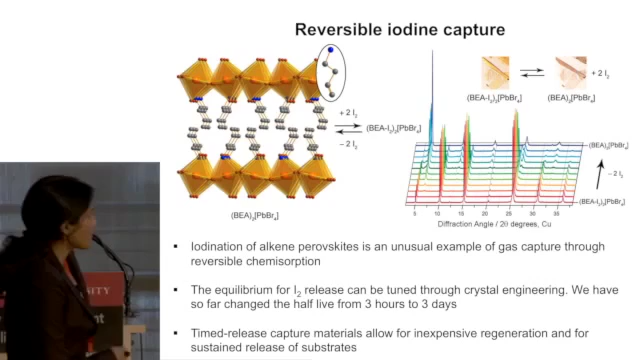 Reversible iodine capture
+ 2 I2
− 2 I2
(BEA-I2)2[PbBr4]
(BEA)2[PbBr4]
+ 2 I2
(BEA-I2)2[PbBr4]
(BEA)2[PbBr4]
(BEA)2[PbBr4]
− 2 I2
(BEA-I2)2[PbBr4]
5 10 15 20 25 30 35
Diffraction Angle / 2θ degrees, Cu
▪ Iodination of alkene perovskites is an unusual example of gas capture through
reversible chemisorption
▪ The equilibrium for I2 release can be tuned through crystal engineering. We have
so far changed the half live from 3 hours to 3 days
▪ Timed-release capture materials allow for inexpensive regeneration and for
sustained release of substrates